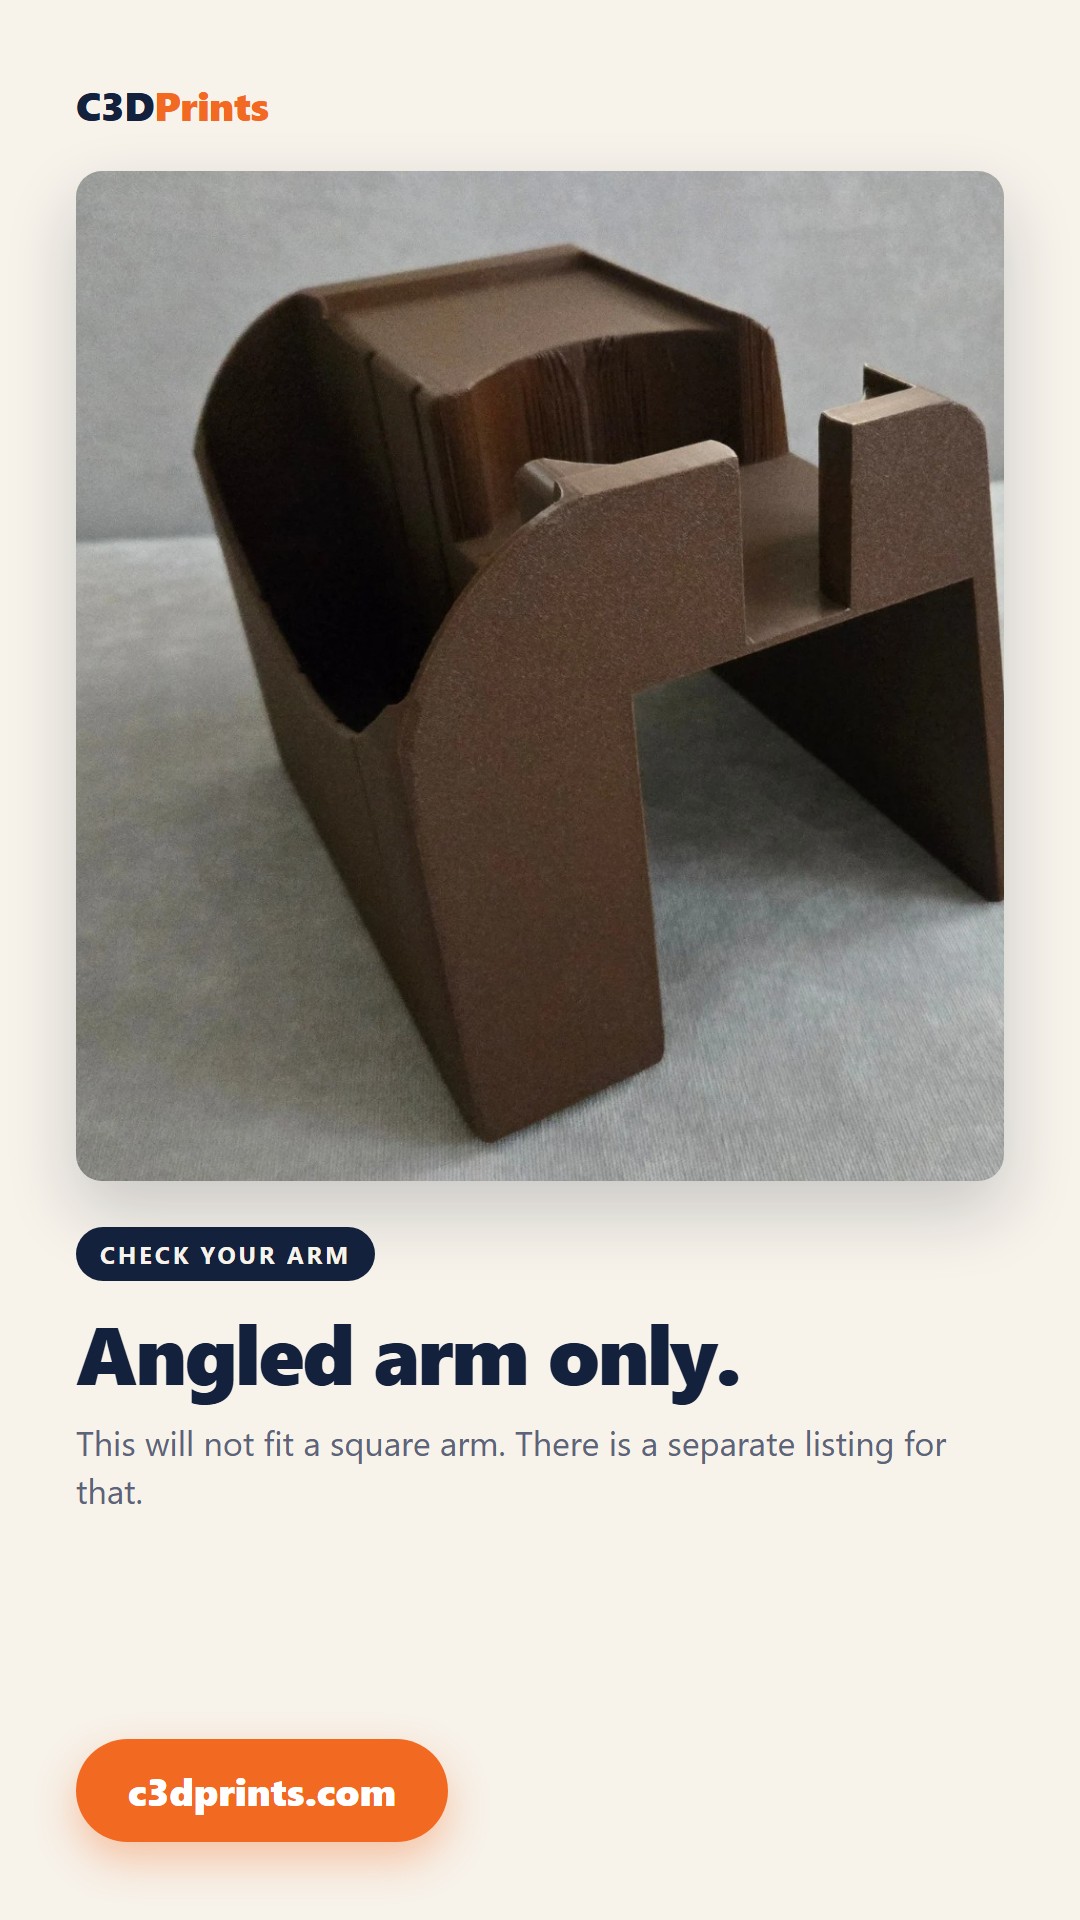 C3DPrints
CHECK YOUR ARM
Angled arm only.
This will not fit a square arm. There is a separate listing for
that.
c3dprints.com